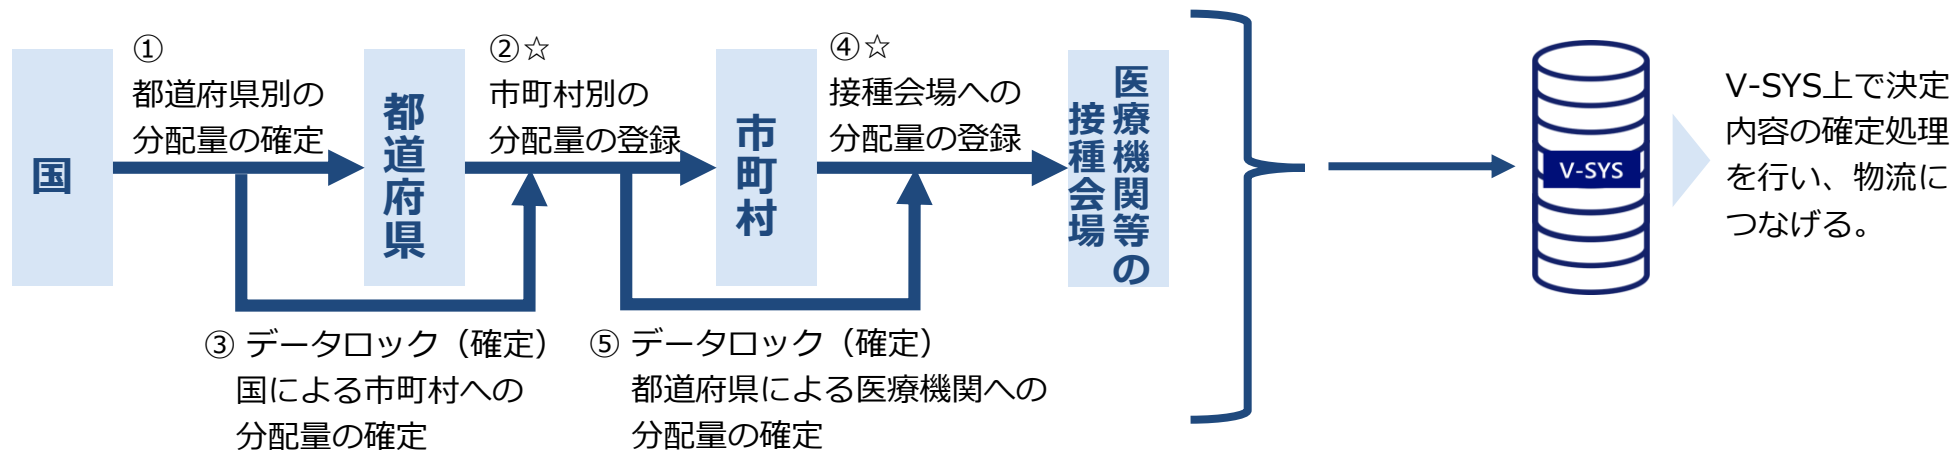 国
①
都道府県別の
分配量の確定
都道府県
②☆
市町村別の
分配量の登録
市町村
④☆
接種会場への
分配量の登録
医療機関等の
接種会場
③ データロック（確定）
国による市町村への
分配量の確定
⑤ データロック（確定）
都道府県による医療機関への
分配量の確定
V-SYS
V-SYS上で決定
内容の確定処理
を行い、物流に
つなげる。